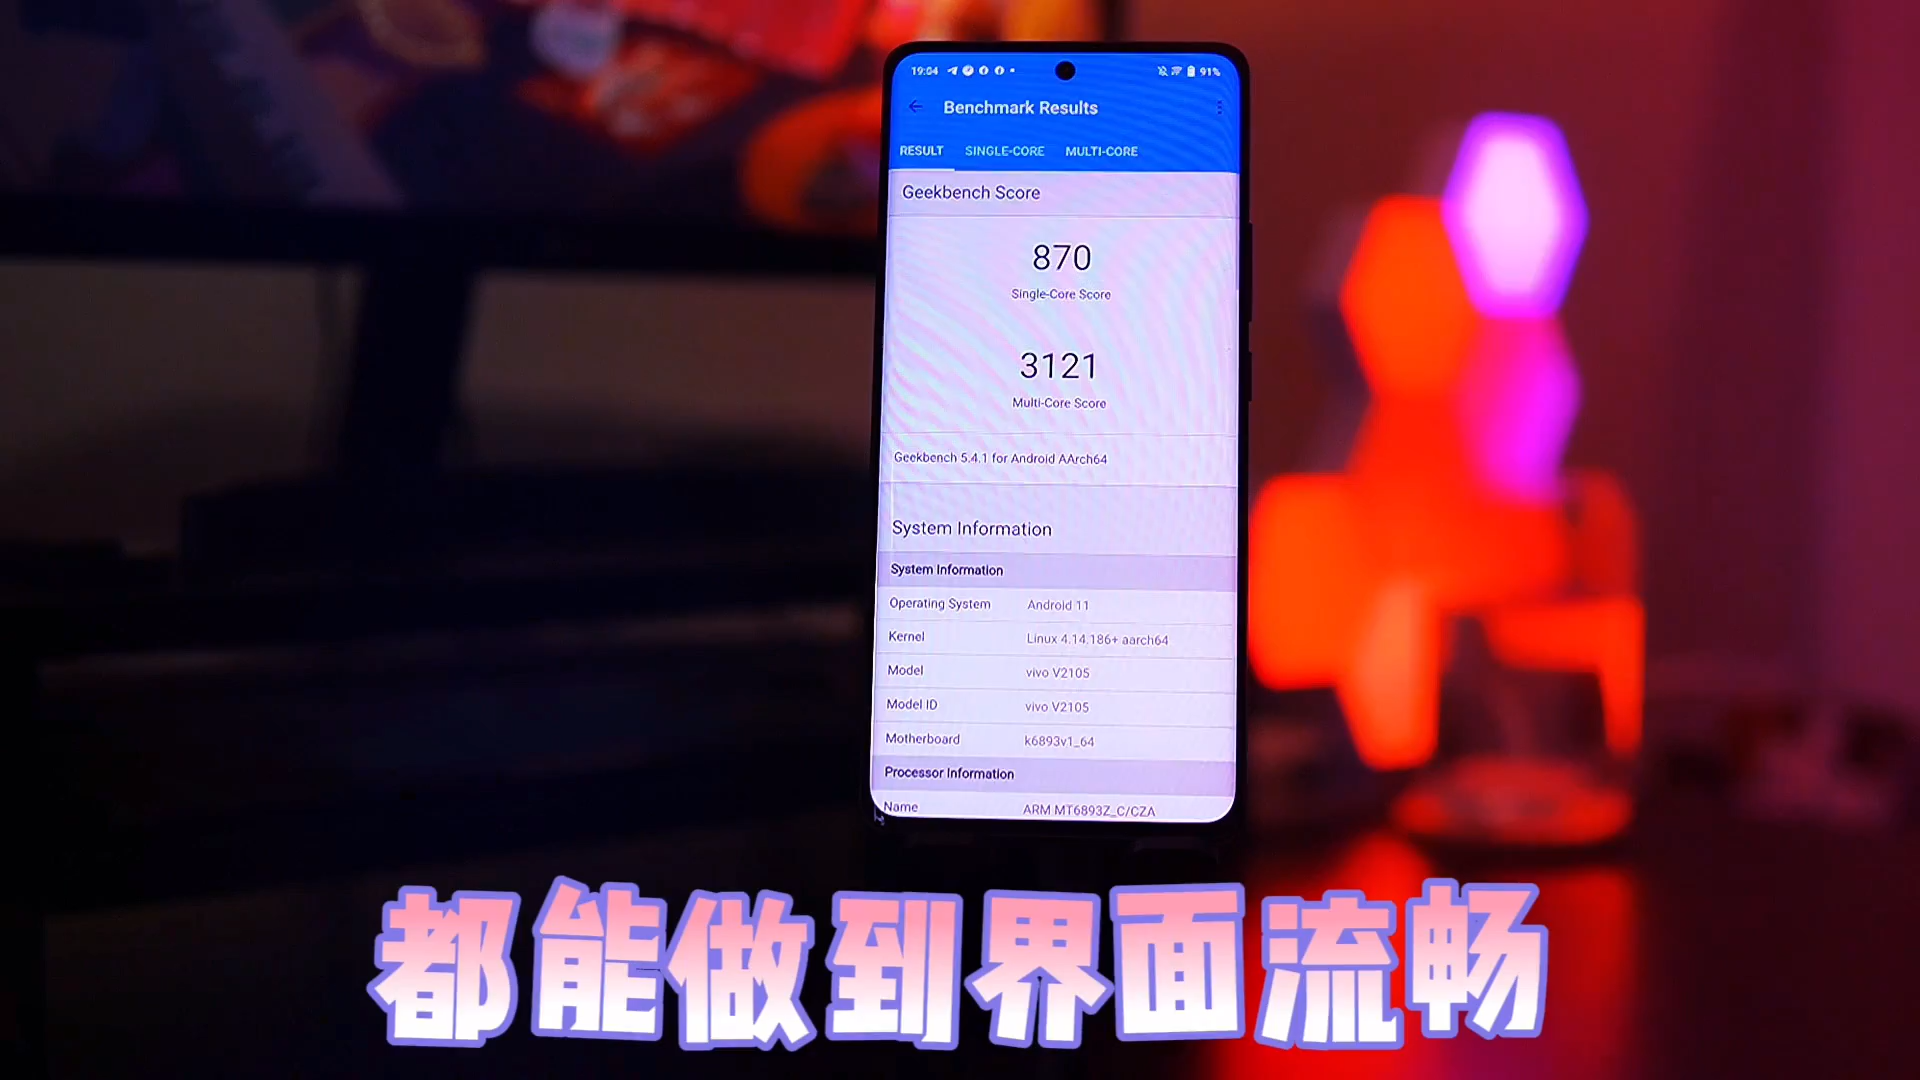 19:04 91%
Benchmark Results
RESULT SINGLE-CORE MULTI-CORE
Geekbench Score
870
Single-Core Score
3121
Multi-Core Score
Geekbench 5.4.1 for Android AArch64
System Information
System Information
Operating System Android 11
Kernel Linux 4.14.186+ aarch64
Model vivo V2105
Model ID vivo V2105
Motherboard k6893v1_64
Processor Information
Name ARM MT6893Z_C/CZA
都能做到界面流畅